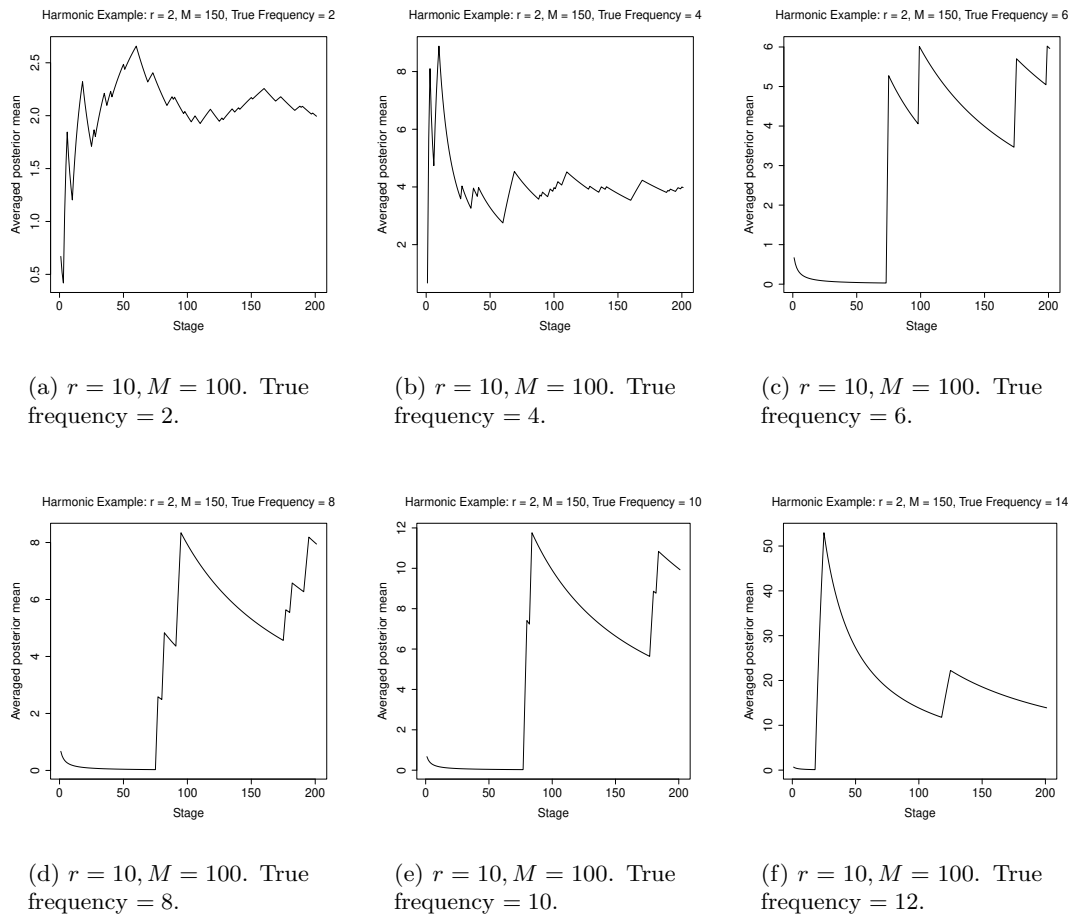 Harmonic Example: r = 2, M = 150, True Frequency = 2
Averaged posterior mean
2.5
2.0
1.5
1.0
0.5
0 50 100 150 200
Stage
(a) r = 10, M = 100. True
frequency = 2.
Harmonic Example: r = 2, M = 150, True Frequency = 4
Averaged posterior mean
8
6
4
2
0 50 100 150 200
Stage
(b) r = 10, M = 100. True
frequency = 4.
Harmonic Example: r = 2, M = 150, True Frequency = 6
Averaged posterior mean
6
5
4
3
2
1
0
0 50 100 150 200
Stage
(c) r = 10, M = 100. True
frequency = 6.
Harmonic Example: r = 2, M = 150, True Frequency = 8
Averaged posterior mean
8
6
4
2
0
0 50 100 150 200
Stage
(d) r = 10, M = 100. True
frequency = 8.
Harmonic Example: r = 2, M = 150, True Frequency = 10
Averaged posterior mean
12
10
8
6
4
2
0
0 50 100 150 200
Stage
(e) r = 10, M = 100. True
frequency = 10.
Harmonic Example: r = 2, M = 150, True Frequency = 14
Averaged posterior mean
50
40
30
20
10
0
0 50 100 150 200
Stage
(f) r = 10, M = 100. True
frequency = 12.